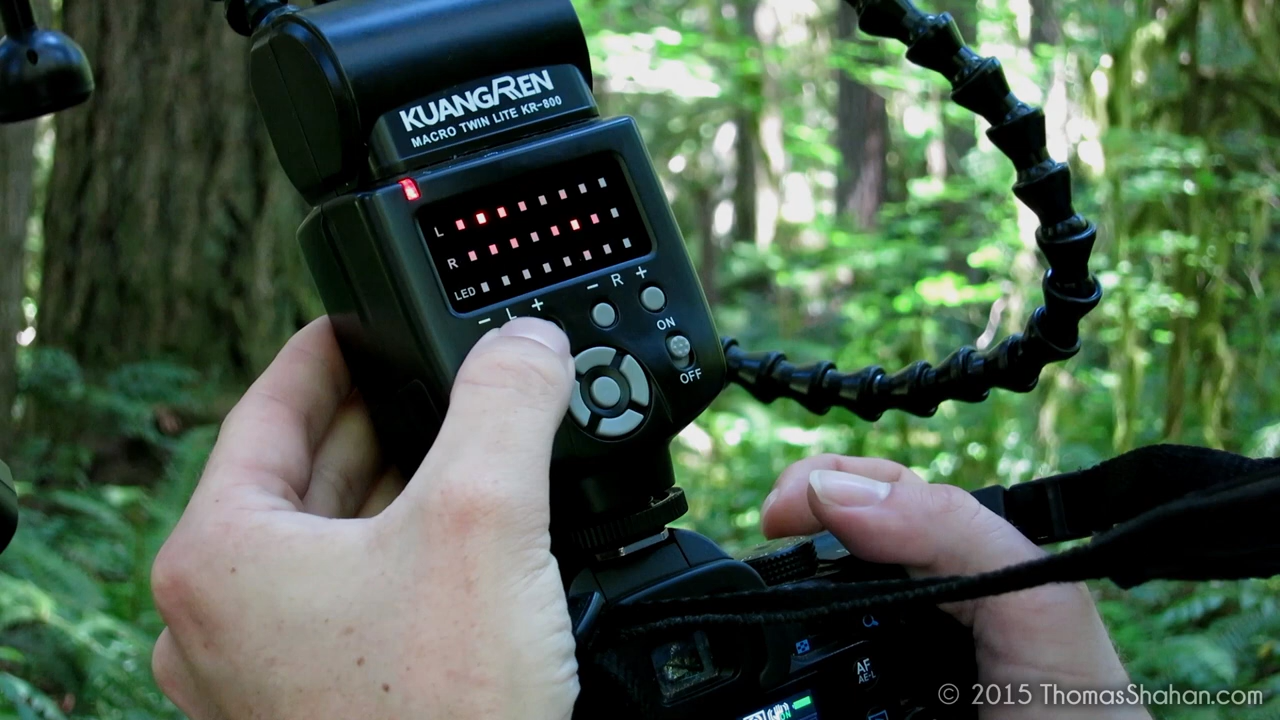 KUANGREN
MACRO TWIN LITE KR-800
L
R
LED
− L +
− R +
ON
OFF
AF
AE-L
© 2015 ThomasShahan.com